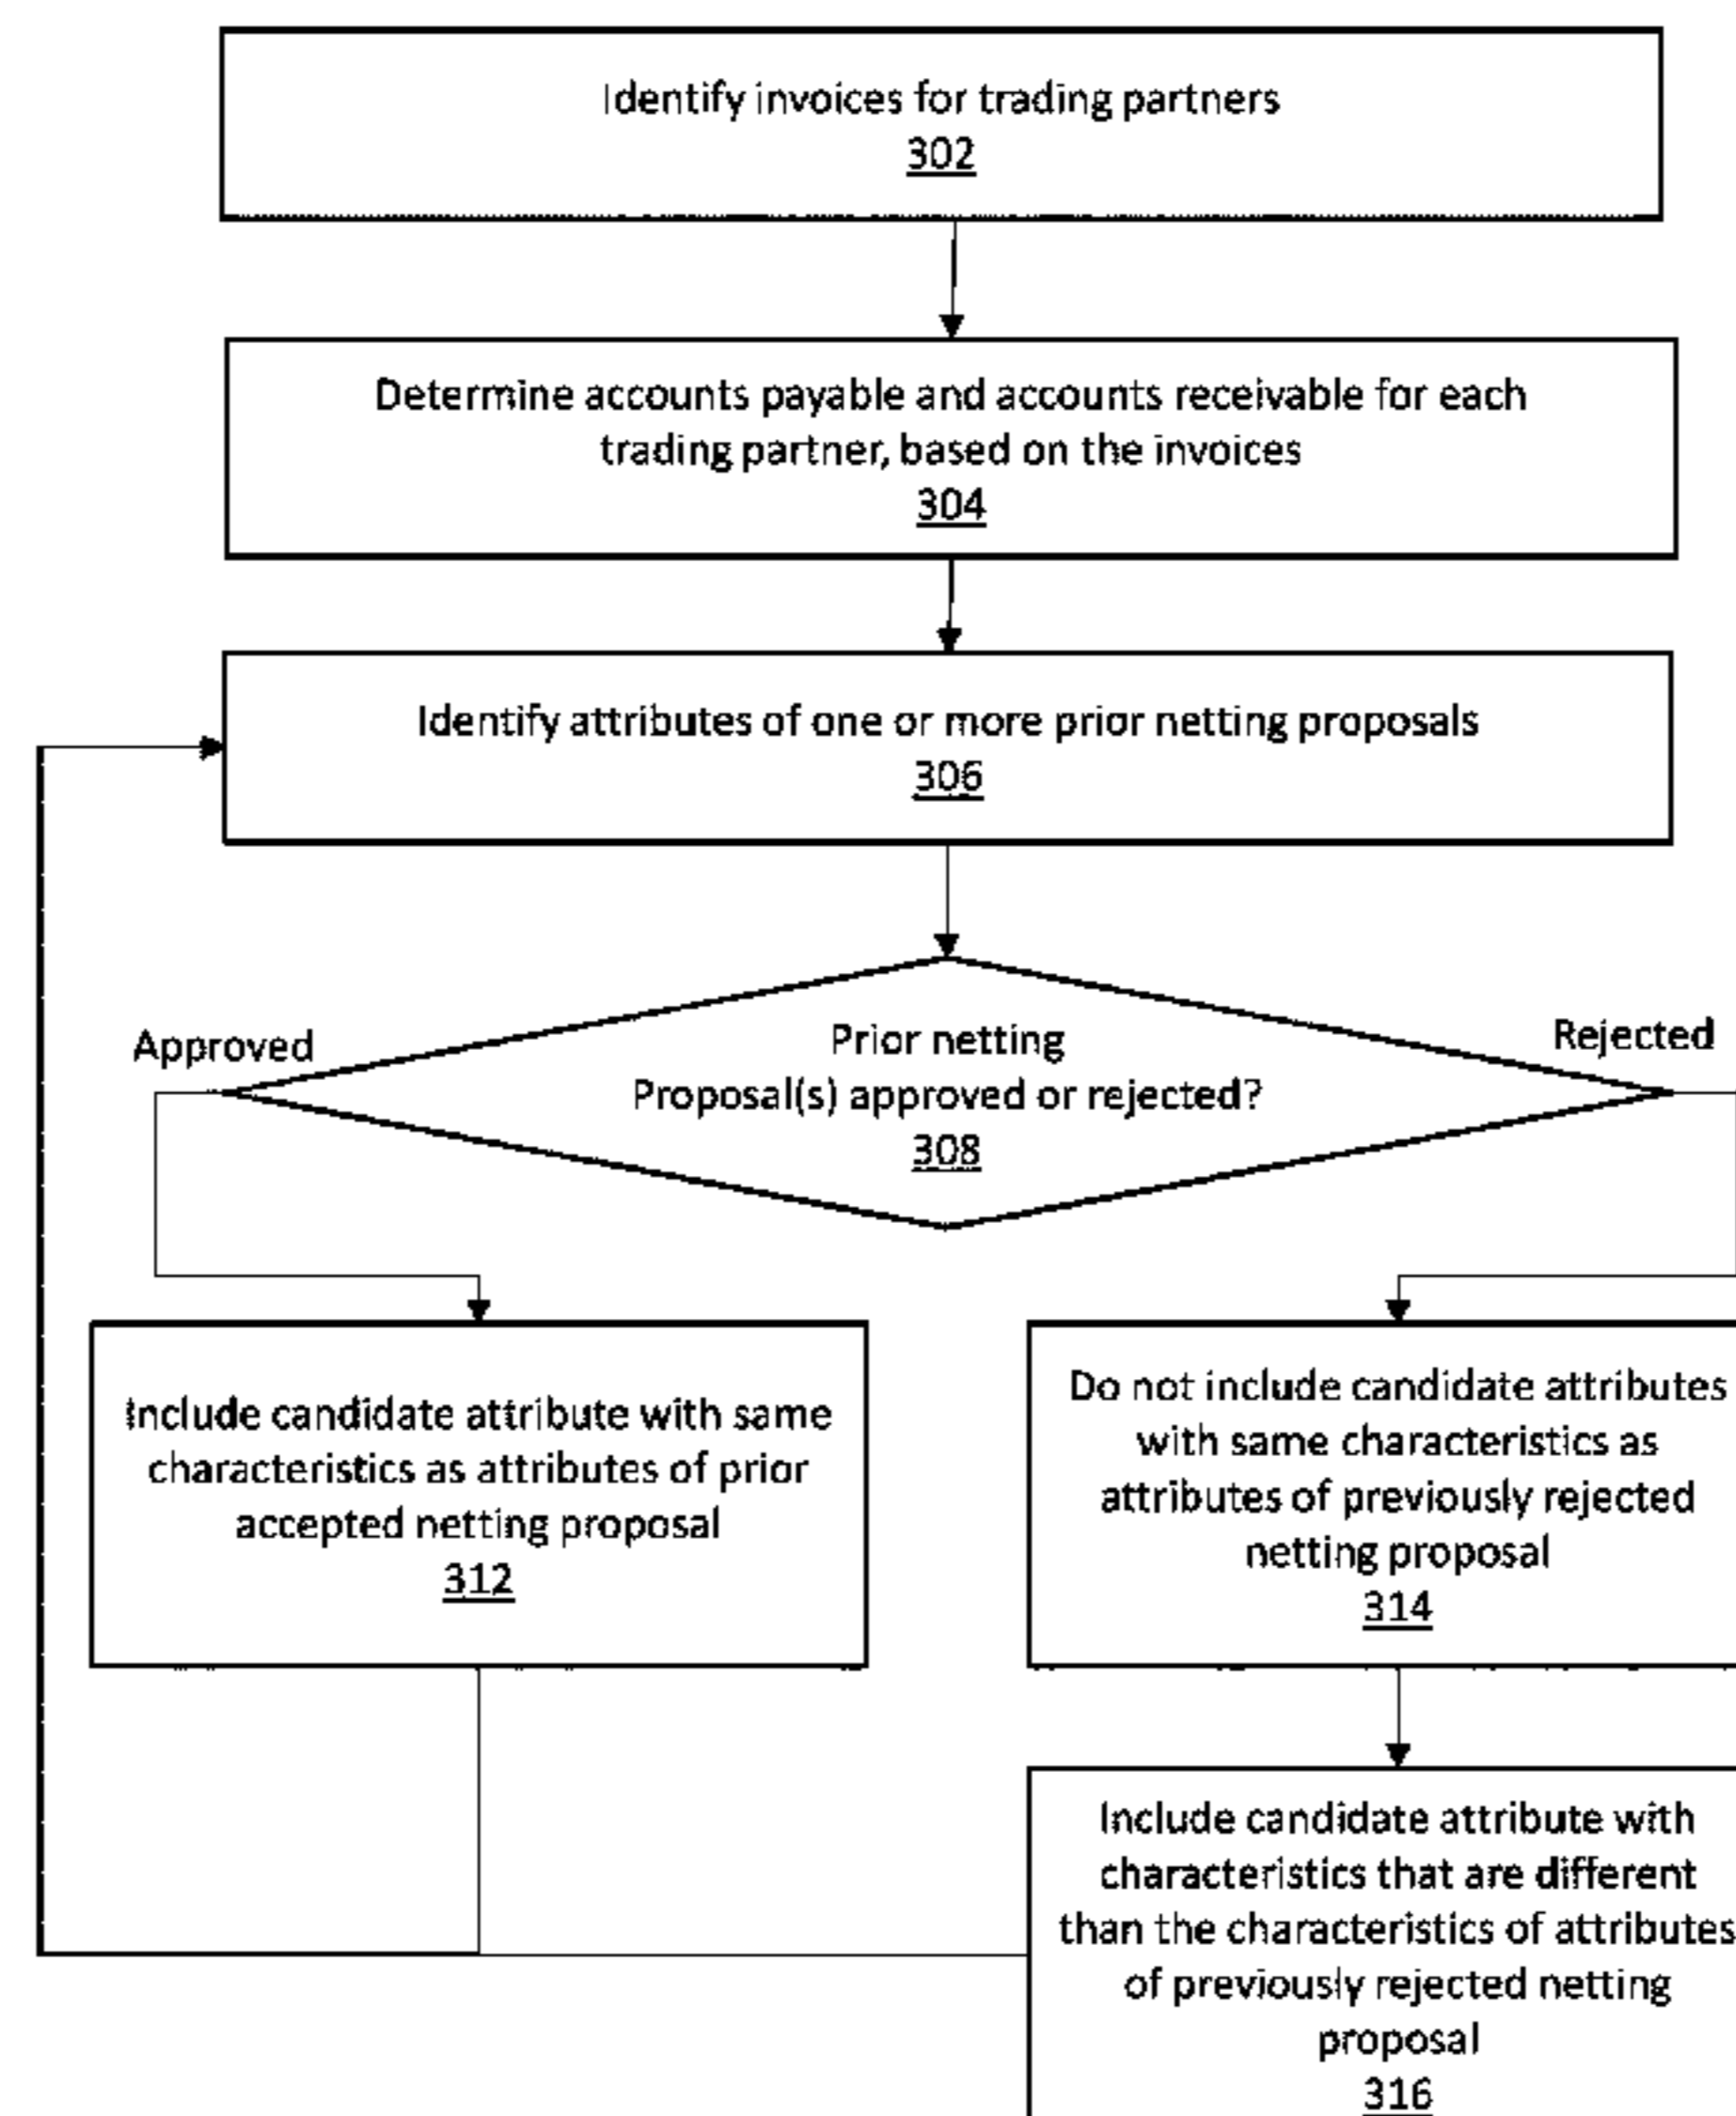 Identify invoices for trading partners
302
Determine accounts payable and accounts receivable for each
trading partner, based on the invoices
304
Identify attributes of one or more prior netting proposals
306
Approved
Prior netting
Proposal(s) approved or rejected?
308
Rejected
Include candidate attribute with same
characteristics as attributes of prior
accepted netting proposal
312
Do not include candidate attributes
with same characteristics as
attributes of previously rejected
netting proposal
314
Include candidate attribute with
characteristics that are different
than the characteristics of attributes
of previously rejected netting
proposal
316